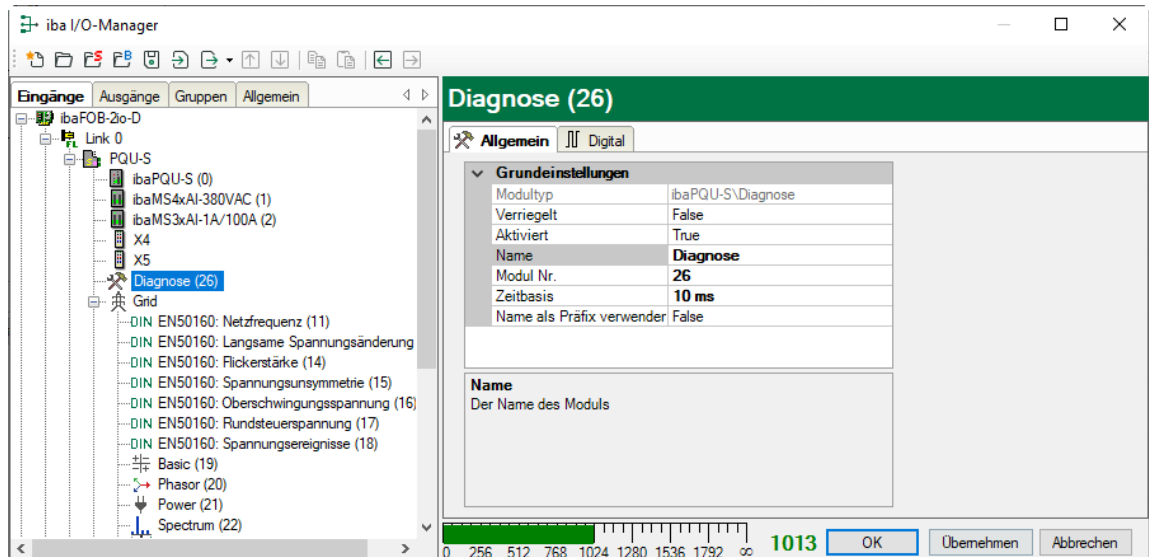 iba I/O-Manager
Eingänge Ausgänge Gruppen Allgemein
ibaFOB-2io-D
Link 0
PQU-S
ibaPQU-S (0)
ibaMS4xAI-380VAC (1)
ibaMS3xAI-1A/100A (2)
X4
X5
Diagnose (26)
Grid
DIN EN50160: Netzfrequenz (11)
DIN EN50160: Langsame Spannungsänderung
DIN EN50160: Flickerstärke (14)
DIN EN50160: Spannungsunsymmetrie (15)
DIN EN50160: Oberschwingungsspannung (16)
DIN EN50160: Rundsteuerspannung (17)
DIN EN50160: Spannungsereignisse (18)
Basic (19)
Phasor (20)
Power (21)
Spectrum (22)
Diagnose (26)
Allgemein Digital
Grundeinstellungen
Modultyp ibaPQU-S\Diagnose
Verriegelt False
Aktiviert True
Name Diagnose
Modul Nr. 26
Zeitbasis 10 ms
Name als Präfix verwender False
Name
Der Name des Moduls
0 256 512 768 1024 1280 1536 1792 ∞ 1013 OK Übernehmen Abbrechen